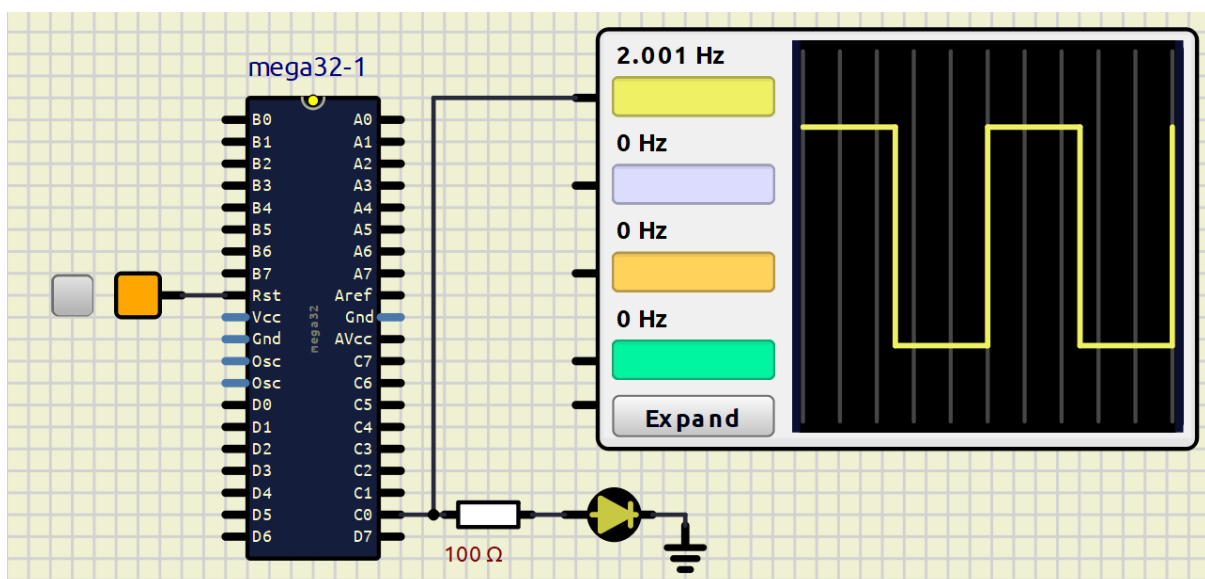 mega32-1
B0 A0
B1 A1
B2 A2
B3 A3
B4 A4
B5 A5
B6 A6
B7 A7
Rst Aref
Vcc Gnd
Gnd AVcc
Osc C7
Osc C6
D0 C5
D1 C4
D2 C3
D3 C2
D4 C1
D5 C0
D6 D7
mega32
100 Ω
2.001 Hz
0 Hz
0 Hz
0 Hz
Expand